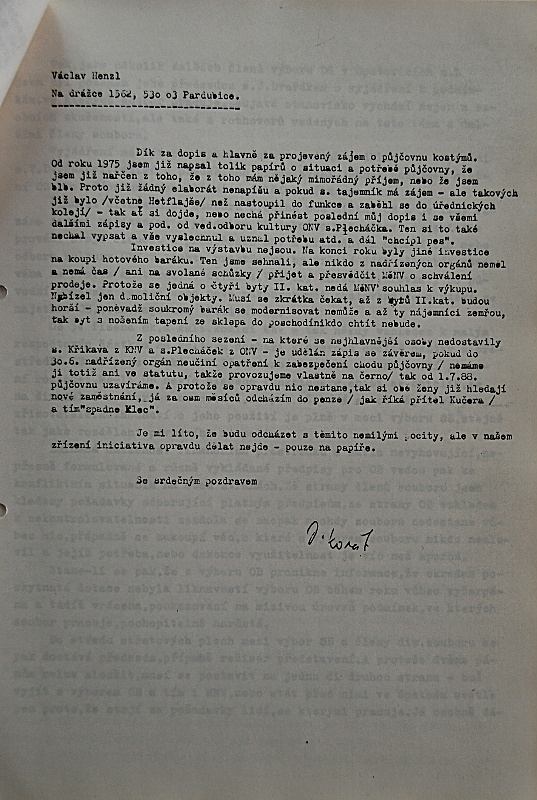 Václav Henzl
Na drážce 1562, 530 03 Pardubice.
Dík za dopis a hlavně za projevený zájem o půjčovnu kostýmů.
Od roku 1975 jsem již napsal tolik papírů o situaci a potřebě půjčovny, že
jsem již nařčen z toho, že z toho mám nějaký mimořádný příjem, nebo že jsem
blb. Proto již žádný elaborát nenapíšu a pokud s. tajemník má zájem - ale takových
již bylo /včetne Hetflajše/ než nastoupil do funkce a zaběhl se do úřednických
kolejí/ - tak ať si dojde, nebo nechá přinést poslední můj dopis i se všemi
dalšími zápisy a pod. od ved.odboru kultury ONV s.Plecháčka. Ten si to také
nechal vypsat a vše vyslechnul a uznal potřebu atd. a dál "chcípl pes".
Investice na výstavbu nejsou. Na konci roku byly jiné investice
na koupi hotového baráku. Ten jsme sehnali, ale nikdo z nadřízených orgánů neměl
a nemá čas / ani na svolané schůzky / přijet a přesvědčit MěNV o schválení
prodeje. Protože se jedná o čtyři byty II. kat. nedá MěNV souhlas k výkupu.
Nabízel jen demoliční objekty. Musí se zkrátka čekat, až z bytů II.kat. budou
horší - poněvadž soukromý barák se modernisovat nemůže a až ty nájemníci zemřou,
tak byt s nošením tapení ze sklepa do poschodí nikdo chtít nebude.
Z posledního sezení - na které se nejhlavnější osoby nedostavily
s. Křikava z KNV a s.Plecháček z ONV - je udělán zápis se závěrem, pokud do
30.6. nadřízený orgán neučiní opatření k zabezpečení chodu půjčovny / nemáme
ji totiž ani ve statutu, takže provozujeme vlastně na černo/ tak od 1.7.88.
půjčovnu uzavíráme. A protože se opravdu nic nestane,tak si obě ženy již hledají
nové zaměstnání, já za osm měsíců odcházím do penze / jak říká přítel Kučera /
a tím"spadne klec".
Je mi líto, že budu odcházet s těmito nemilými pocity, ale v našem
zřízení iniciativa opravdu dělat nejde - pouze na papíře.
Se srdečným pozdravem